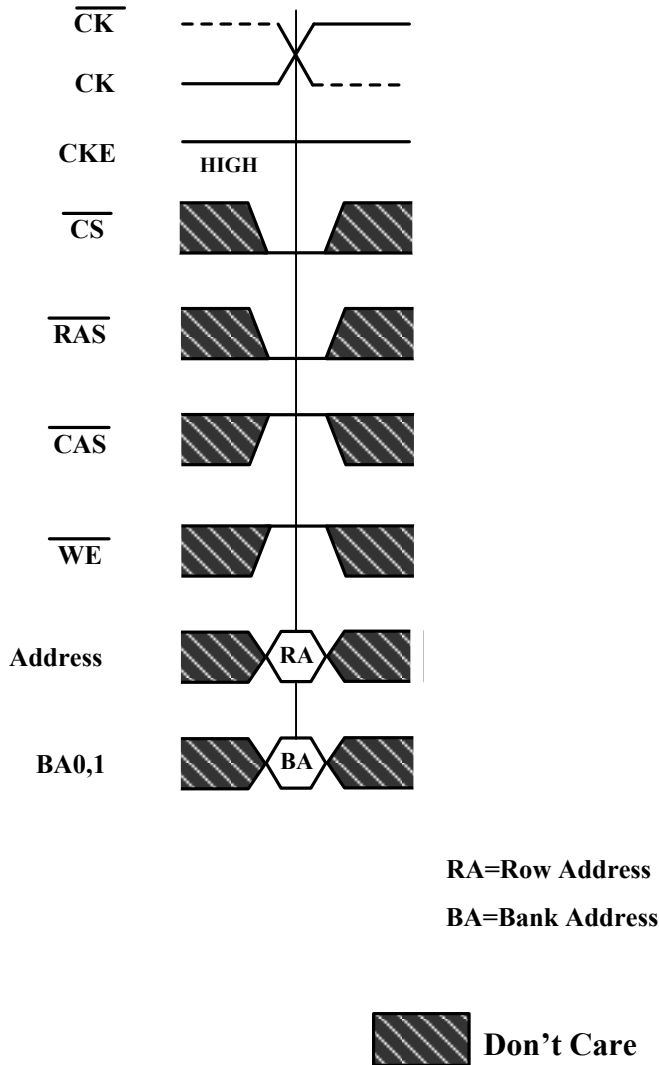 CK
CK
CKE
HIGH
CS
RAS
CAS
WE
Address
RA
BA0,1
BA
RA=Row Address
BA=Bank Address
Don’t Care